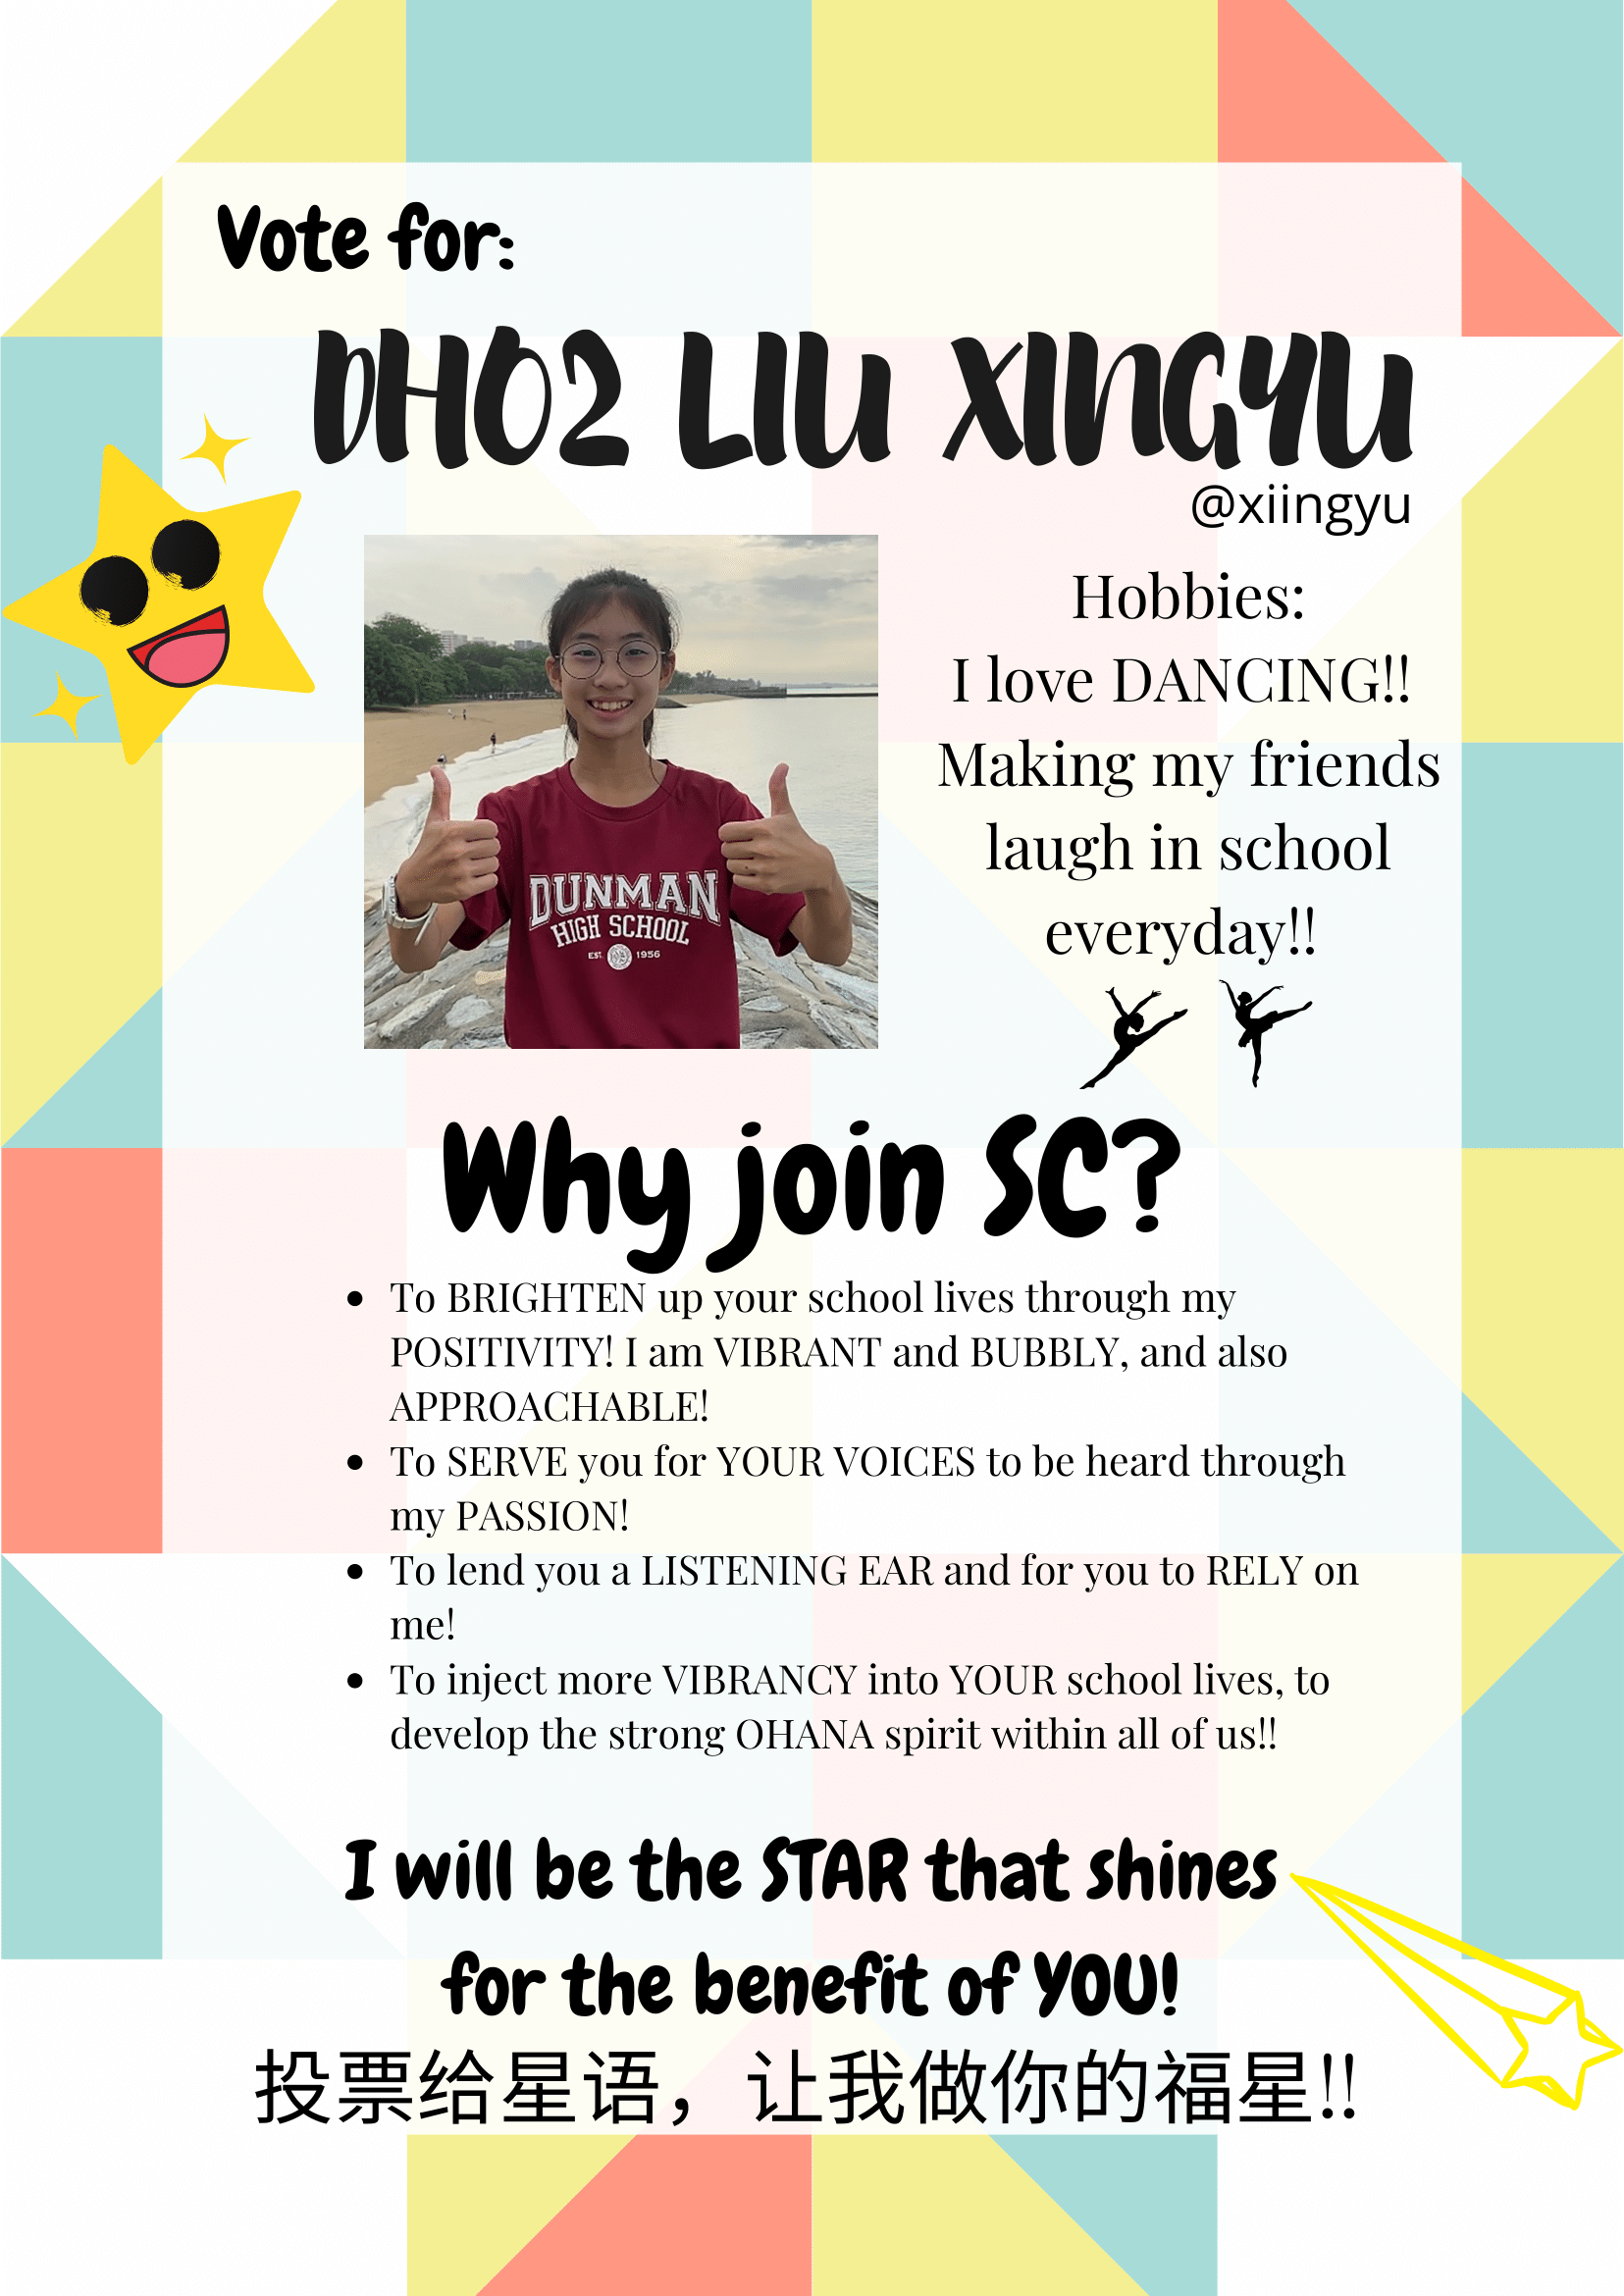 Vote for:
DHO2 LIU XINGYU
@xiingyu
Hobbies:
I love DANCING!!
Making my friends
laugh in school
everyday!!
DUNMAN
HIGH SCHOOL
EST. 1956
Why join SC?
• To BRIGHTEN up your school lives through my
POSITIVITY! I am VIBRANT and BUBBLY, and also
APPROACHABLE!
• To SERVE you for YOUR VOICES to be heard through
my PASSION!
• To lend you a LISTENING EAR and for you to RELY on
me!
• To inject more VIBRANCY into YOUR school lives, to
develop the strong OHANA spirit within all of us!!
I will be the STAR that shines
for the benefit of YOU!
投票给星语，让我做你的福星!!